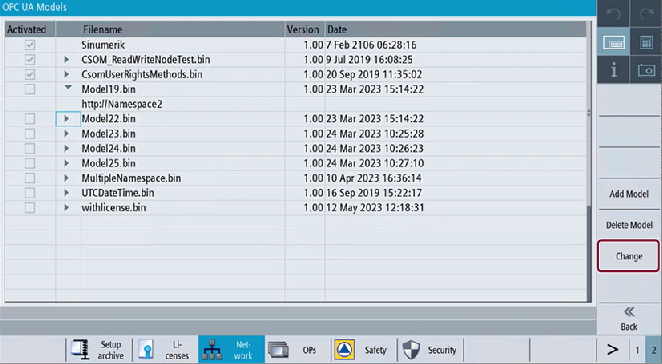 OPC UA Models
Activated Filename Version Date
Sinumerik 1.00 7 Feb 2106 06:28:16
CSOM_ReadWriteNodeTest.bin 1.00 9 Jul 2019 16:08:25
CsomUserRightsMethods.bin 1.00 20 Sep 2019 11:35:02
Model19.bin 1.00 23 Mar 2023 15:14:22
http://Namespace2
Model22.bin 1.00 23 Mar 2023 15:14:22
Model23.bin 1.00 24 Mar 2023 10:25:28
Model24.bin 1.00 24 Mar 2023 10:26:23
Model25.bin 1.00 24 Mar 2023 10:27:10
MultipleNamespace.bin 1.00 10 Apr 2023 16:36:14
UTCDateTime.bin 1.00 16 Sep 2019 15:22:17
withlicense.bin 1.00 12 May 2023 12:18:31
Add Model
Delete Model
Change
Back
Setup
archive
Li-
censes
Net-
work
OPs
Safety
Security
1
2